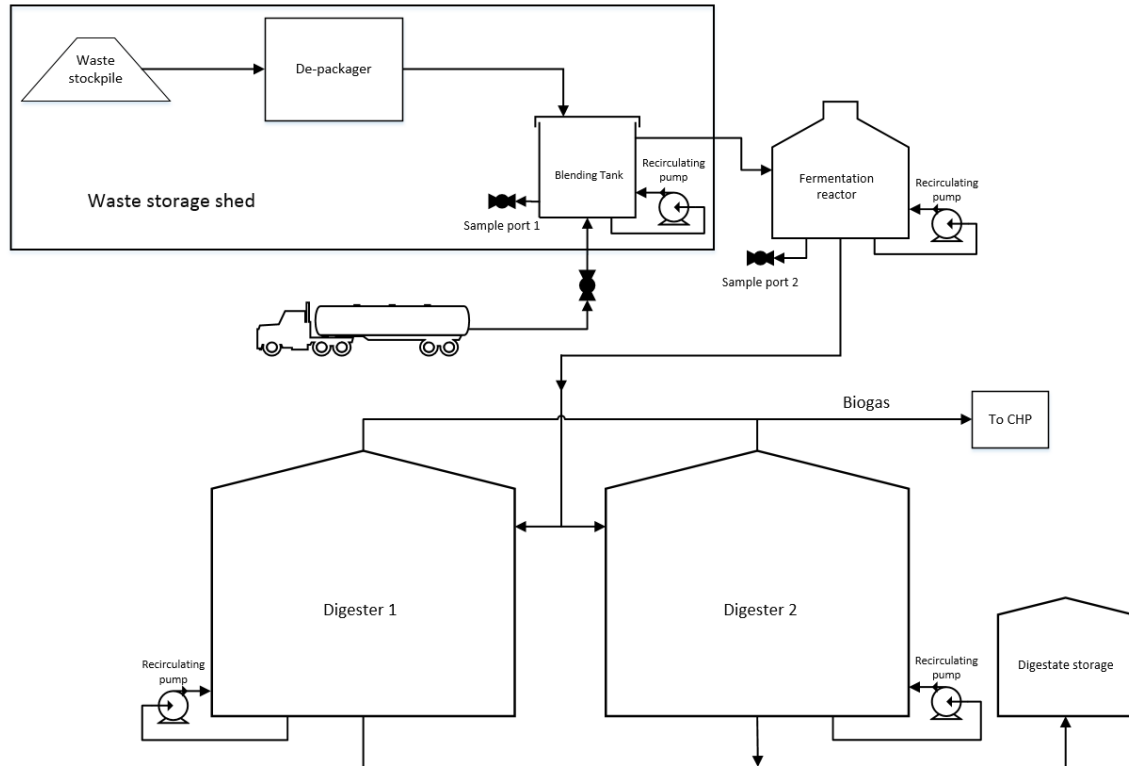 Waste
stockpile
De-packager
Blending Tank
Recirculating
pump
Waste storage shed
Sample port 1
Fermentation
reactor
Recirculating
pump
Sample port 2
Biogas
To CHP
Digester 1
Digester 2
Recirculating
pump
Recirculating
pump
Digestate storage